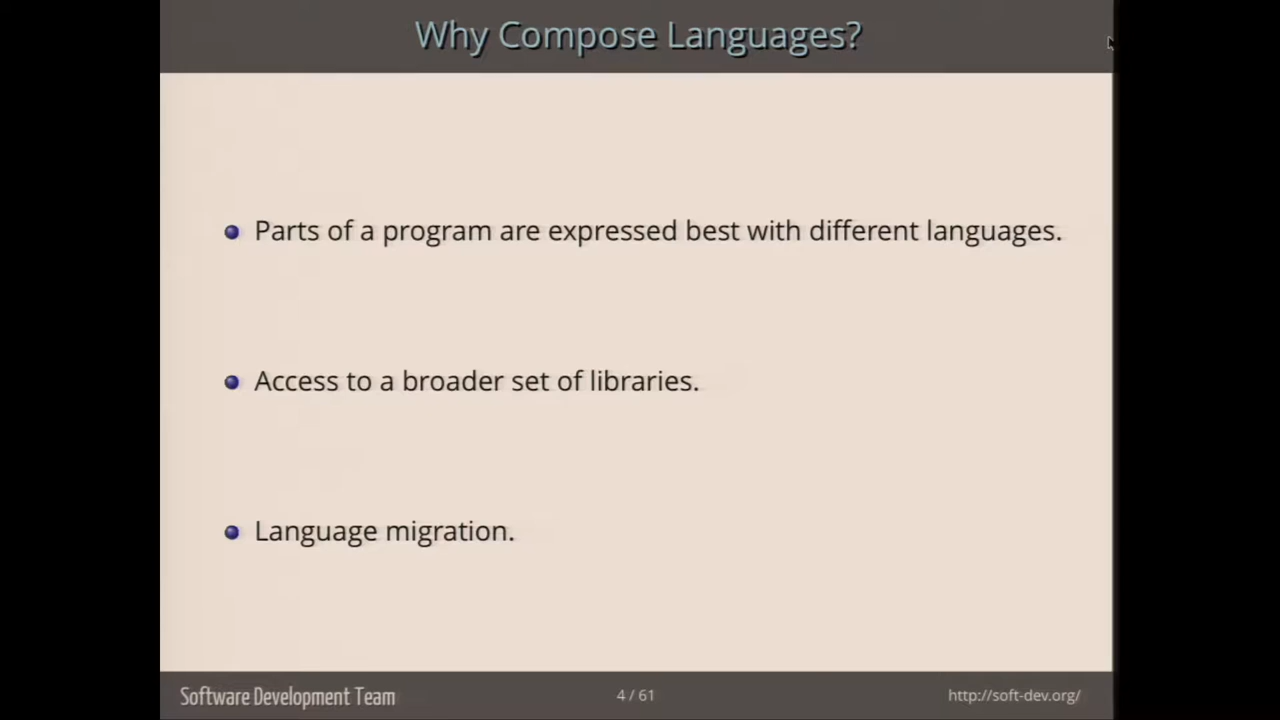 Why Compose Languages?
Parts of a program are expressed best with different languages.
Access to a broader set of libraries.
Language migration.
Software Development Team
4 / 61
http://soft-dev.org/